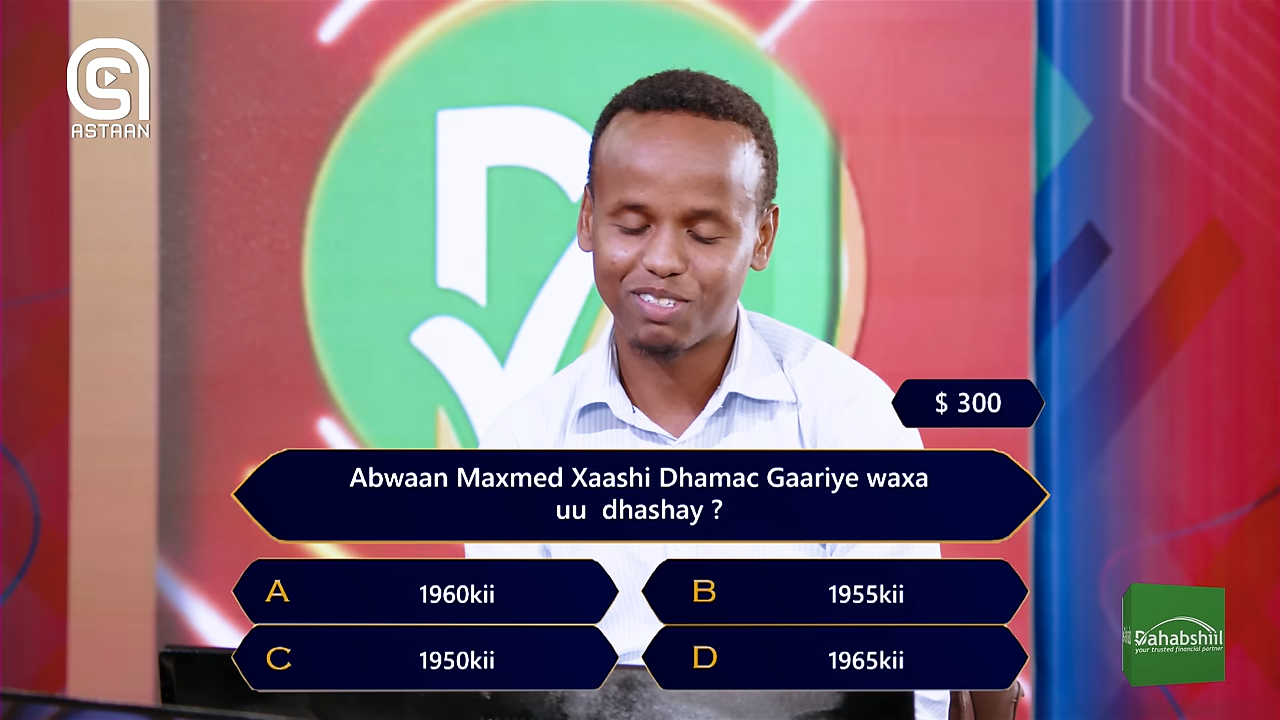 ASTAAN
$ 300
Abwaan Maxmed Xaashi Dhamac Gaariye waxa
uu dhashay ?
A 1960kii
B 1955kii
C 1950kii
D 1965kii
Dahabshiil
your trusted financial partner